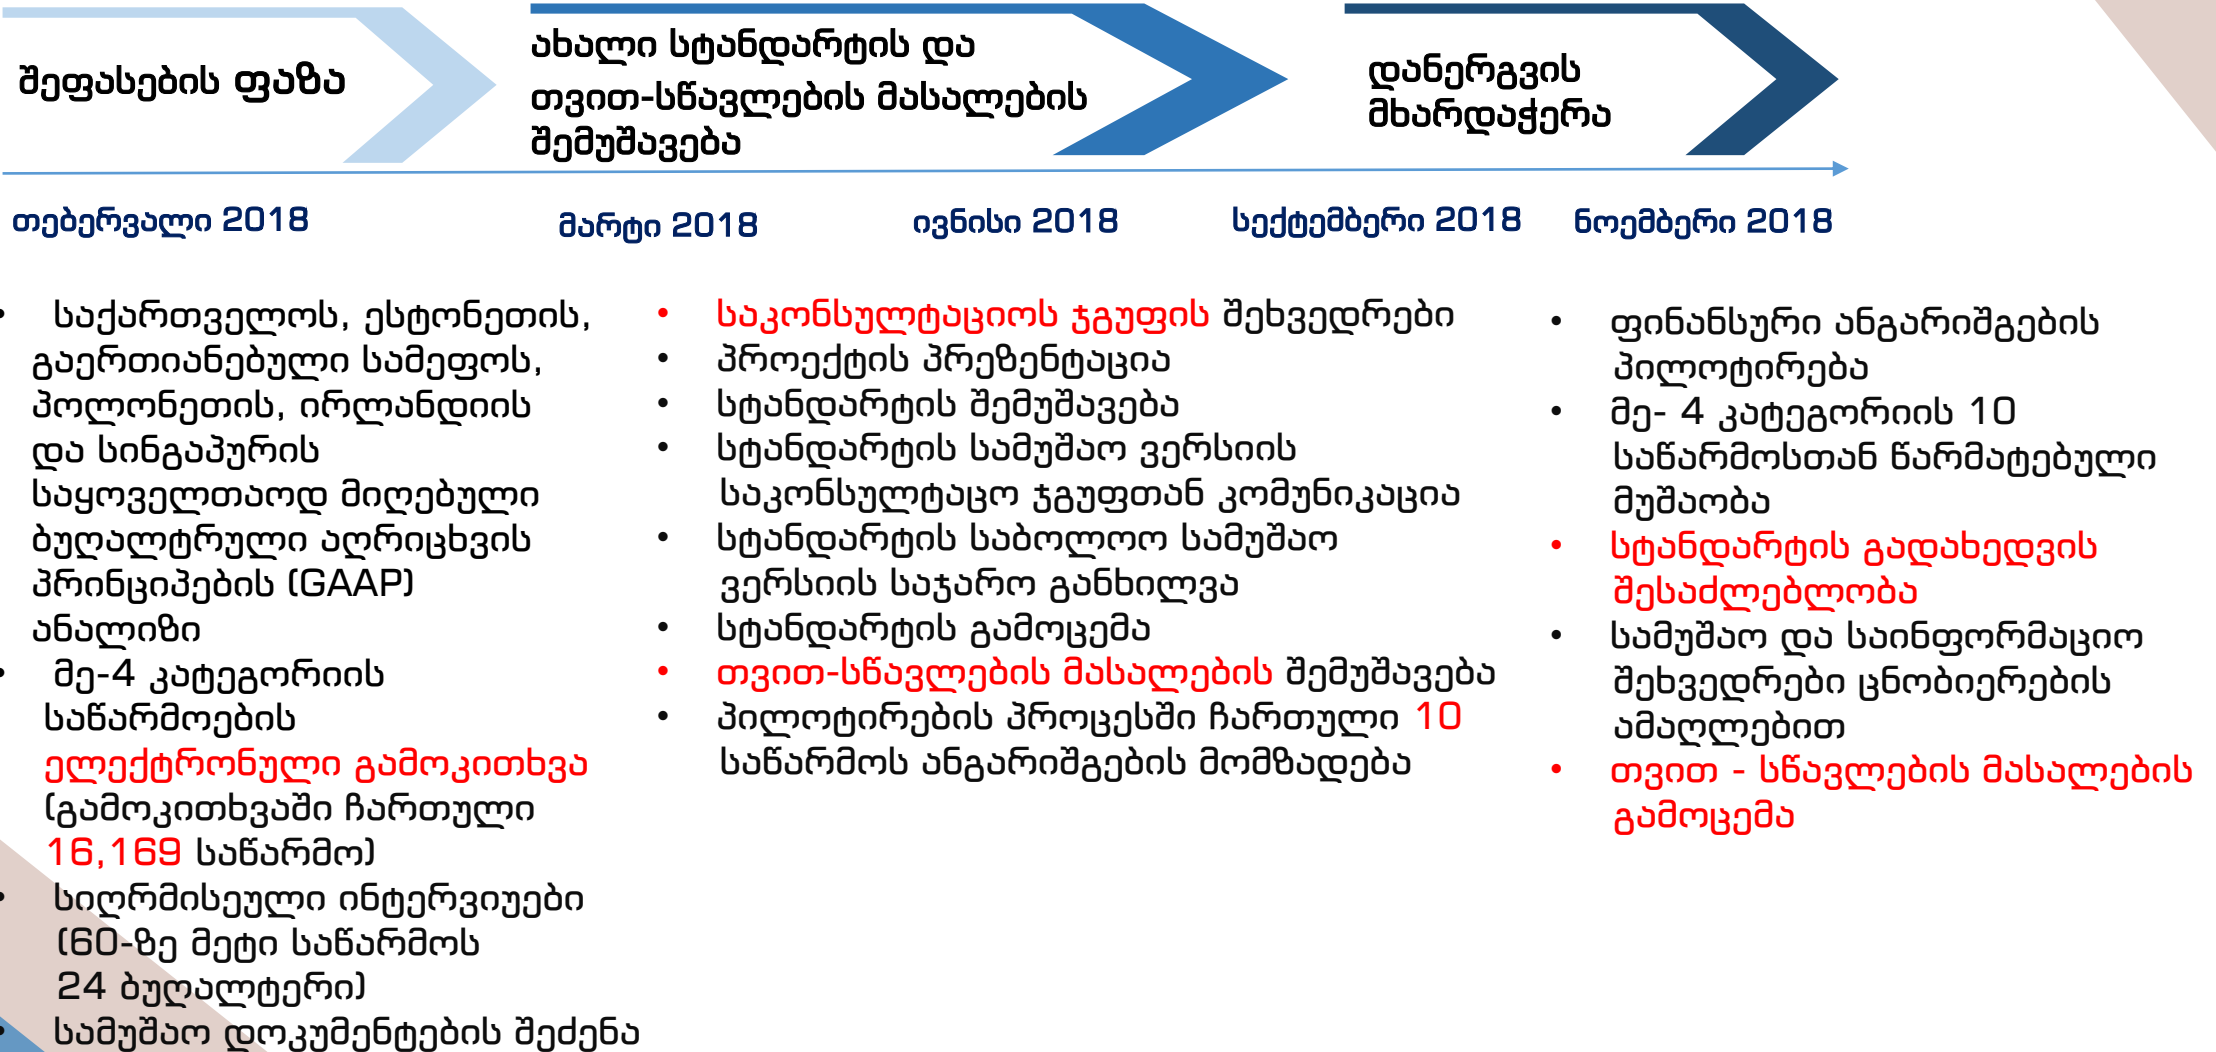 შეფასების ფაზა
ახალი სტანდარტის და
თვით-სწავლების მასალების
შემუშავება
დანერგვის
მხარდაჭერა
თებერვალი 2018
მარტი 2018
ივნისი 2018
სექტემბერი 2018
ნოემბერი 2018
• საქართველოს, ესტონეთის,
გაერთიანებული სამეფოს,
პოლონეთის, ირლანდიის
და სინგაპურის
საყოველთაოდ მიღებული
ბუღალტრული აღრიცხვის
პრინციპების (GAAP)
ანალიზი
• მე-4 კატეგორიის
საწარმოების
ელექტრონული გამოკითხვა
(გამოკითხვაში ჩართული
16,169 საწარმო)
• სიღრმისეული ინტერვიუები
(60-ზე მეტი საწარმოს
24 ბუღალტერი)
• სამუშაო დოკუმენტების შეძენა
• საკონსულტაციოს ჯგუფის შეხვედრები
• პროექტის პრეზენტაცია
• სტანდარტის შემუშავება
• სტანდარტის სამუშაო ვერსიის
საკონსულტაცო ჯგუფთან კომუნიკაცია
• სტანდარტის საბოლოო სამუშაო
ვერსიის საჯარო განხილვა
• სტანდარტის გამოცემა
• თვით-სწავლების მასალების შემუშავება
• პილოტირების პროცესში ჩართული 10
საწარმოს ანგარიშგების მომზადება
• ფინანსური ანგარიშგების
პილოტირება
• მე- 4 კატეგორიის 10
საწარმოსთან წარმატებული
მუშაობა
• სტანდარტის გადახედვის
შესაძლებლობა
• სამუშაო და საინფორმაციო
შეხვედრები ცნობიერების
ამაღლებით
• თვით - სწავლების მასალების
გამოცემა